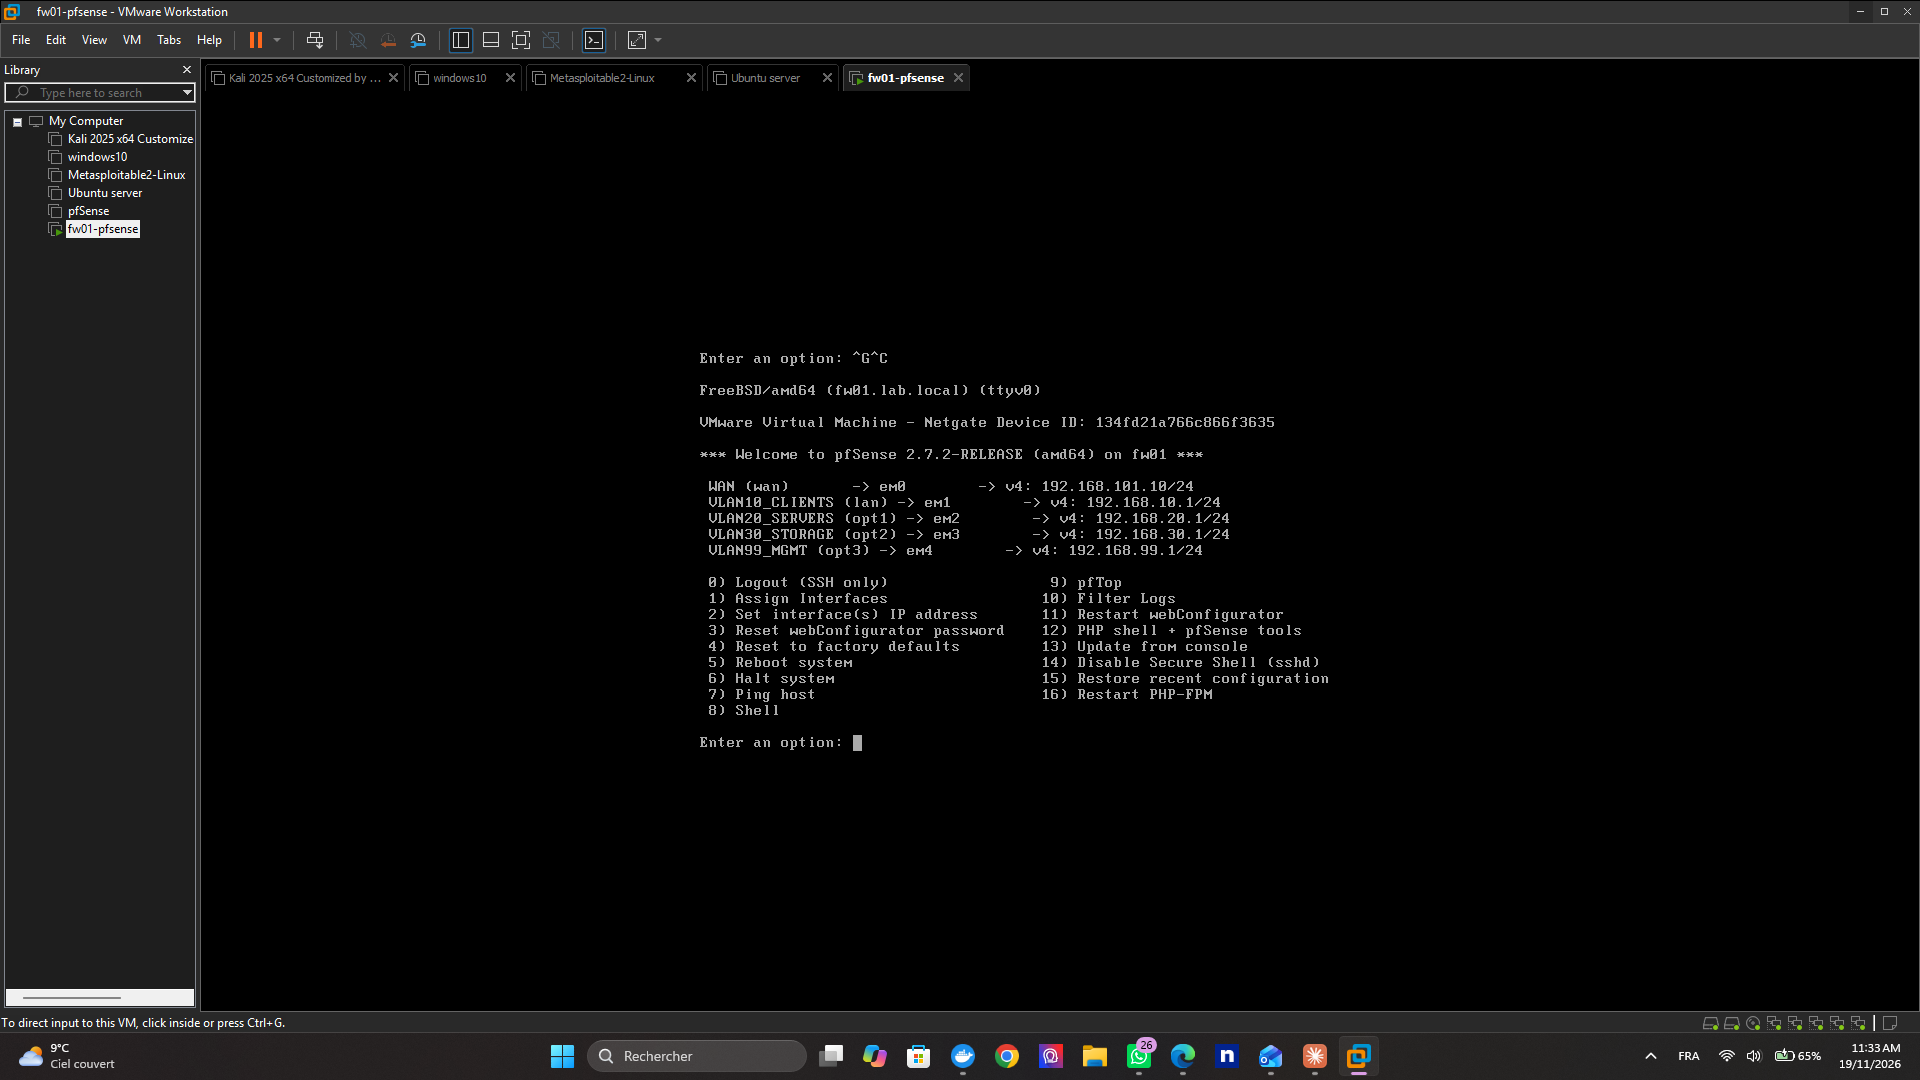 fw01-pfsense - VMware Workstation
File Edit View VM Tabs Help
Library
Type here to search
My Computer
Kali 2025 x64 Customize
windows10
Metasploitable2-Linux
Ubuntu server
pfSense
fw01-pfsense
Kali 2025 x64 Customized by ...
windows10
Metasploitable2-Linux
Ubuntu server
fw01-pfsense
Enter an option: ^G^C
FreeBSD/amd64 (fw01.lab.local) (ttyv0)
VMware Virtual Machine - Netgate Device ID: 134fd21a766c866f3635
*** Welcome to pfSense 2.7.2-RELEASE (amd64) on fw01 ***
WAN (wan) -> em0 -> v4: 192.168.101.10/24
VLAN10_CLIENTS (lan) -> em1 -> v4: 192.168.10.1/24
VLAN20_SERVERS (opt1) -> em2 -> v4: 192.168.20.1/24
VLAN30_STORAGE (opt2) -> em3 -> v4: 192.168.30.1/24
VLAN99_MGMT (opt3) -> em4 -> v4: 192.168.99.1/24
0) Logout (SSH only) 9) pfTop
1) Assign Interfaces 10) Filter Logs
2) Set interface(s) IP address 11) Restart webConfigurator
3) Reset webConfigurator password 12) PHP shell + pfSense tools
4) Reset to factory defaults 13) Update from console
5) Reboot system 14) Disable Secure Shell (sshd)
6) Halt system 15) Restore recent configuration
7) Ping host 16) Restart PHP-FPM
8) Shell
Enter an option:
To direct input to this VM, click inside or press Ctrl+G.
9°C
Ciel couvert
Rechercher
26
n
FRA
65%
11:33 AM
19/11/2026